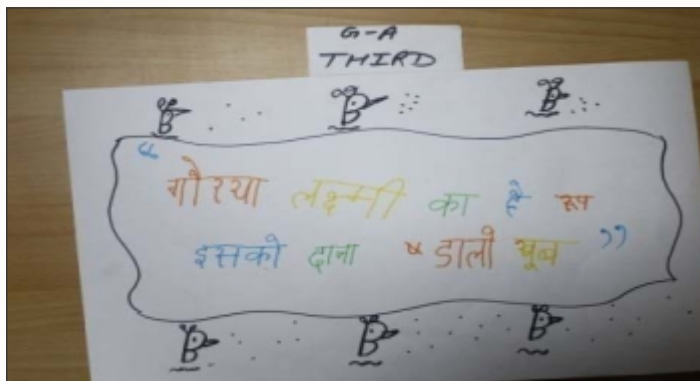 G-A
THIRD
“ गौरया लक्ष्मी का है रूप
इसको दाना डालो खूब ”